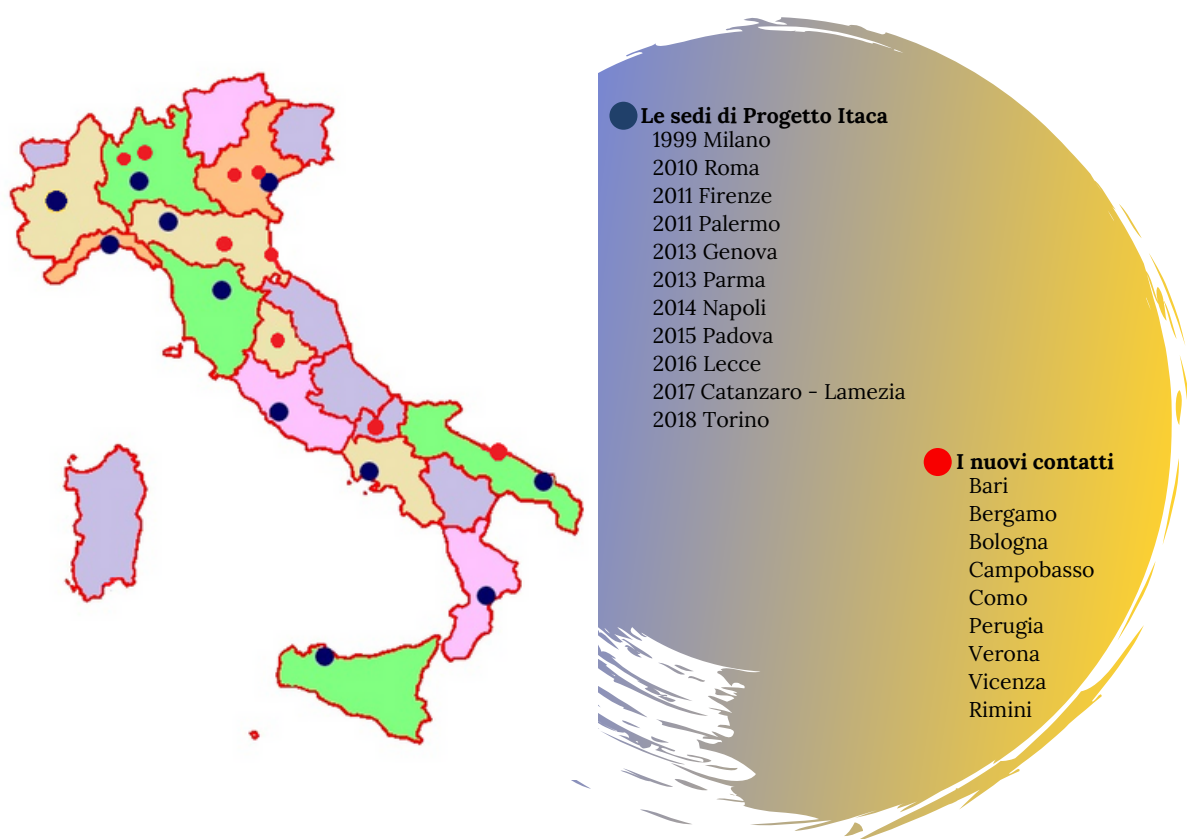 Le sedi di Progetto Itaca
1999 Milano
2010 Roma
2011 Firenze
2011 Palermo
2013 Genova
2013 Parma
2014 Napoli
2015 Padova
2016 Lecce
2017 Catanzaro - Lamezia
2018 Torino
I nuovi contatti
Bari
Bergamo
Bologna
Campobasso
Como
Perugia
Verona
Vicenza
Rimini